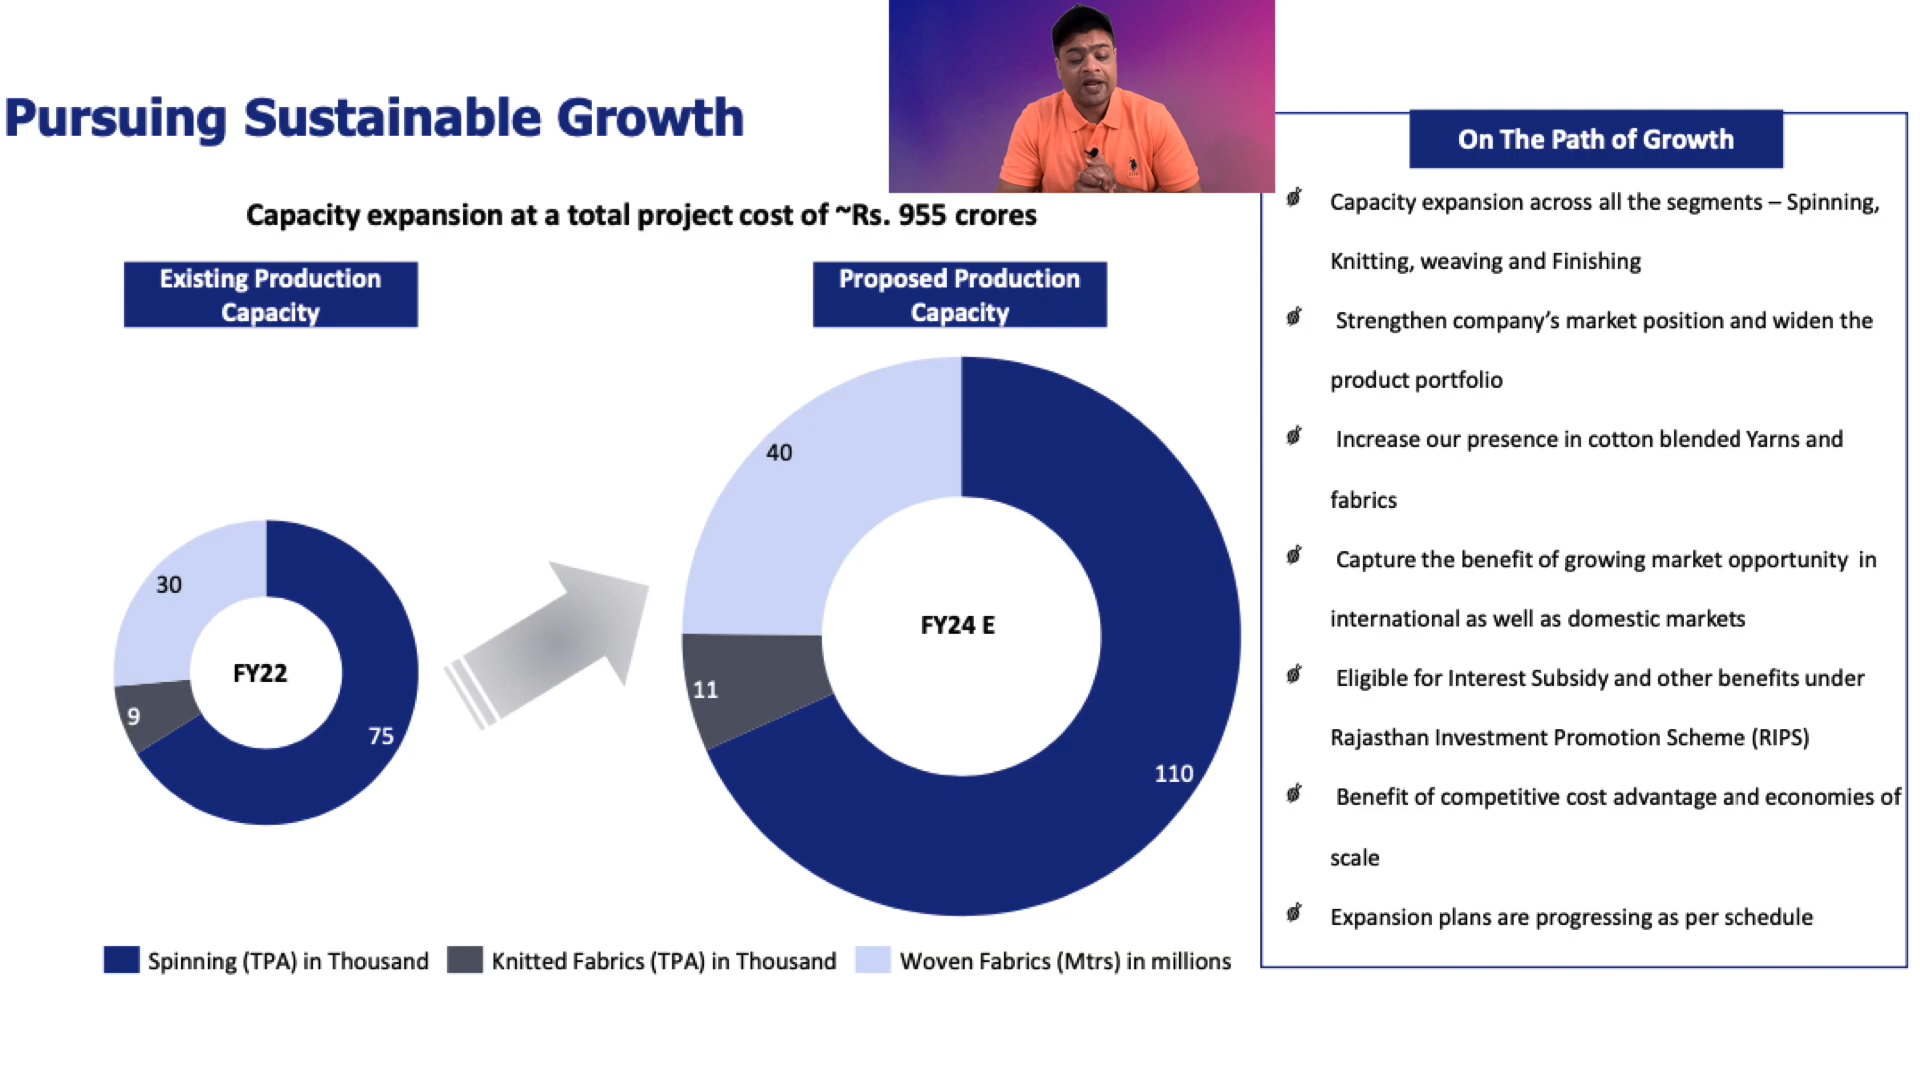 Pursuing Sustainable Growth
Capacity expansion at a total project cost of ~Rs. 955 crores
Existing Production
Capacity
30
9
75
FY22
Proposed Production
Capacity
40
11
110
FY24 E
Spinning (TPA) in Thousand
Knitted Fabrics (TPA) in Thousand
Woven Fabrics (Mtrs) in millions
On The Path of Growth
Capacity expansion across all the segments – Spinning,
Knitting, weaving and Finishing
Strengthen company’s market position and widen the
product portfolio
Increase our presence in cotton blended Yarns and
fabrics
Capture the benefit of growing market opportunity in
international as well as domestic markets
Eligible for Interest Subsidy and other benefits under
Rajasthan Investment Promotion Scheme (RIPS)
Benefit of competitive cost advantage and economies of
scale
Expansion plans are progressing as per schedule